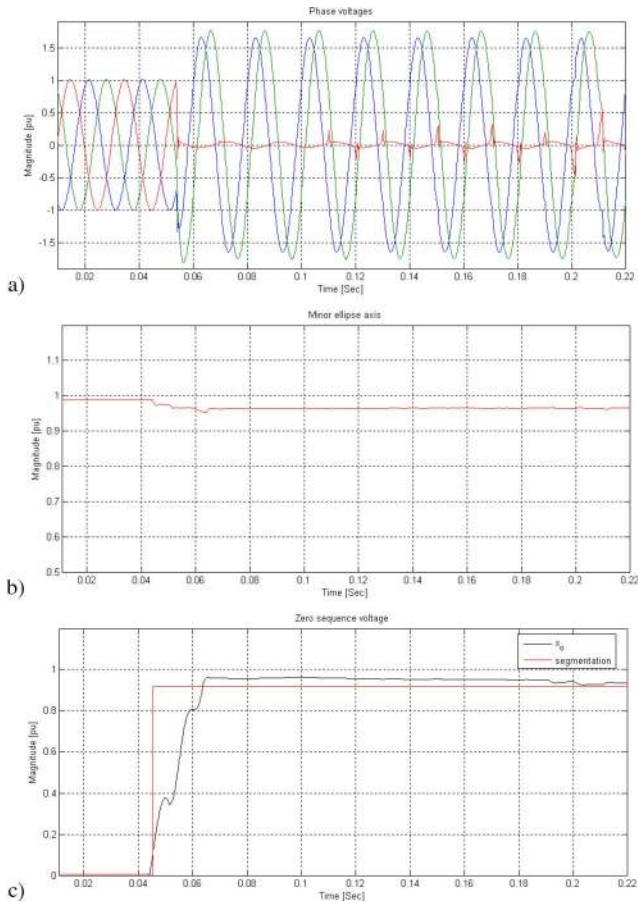 Phase voltages
Magnitude [pu]
1.5
1
0.5
0
-0.5
-1
-1.5
0.02 0.04 0.06 0.08 0.1 0.12 0.14 0.16 0.18 0.2 0.22
Time [Sec]
a)
Minor ellipse axis
Magnitude [pu]
1.1
1
0.9
0.8
0.7
0.6
0.5
0.02 0.04 0.06 0.08 0.1 0.12 0.14 0.16 0.18 0.2 0.22
Time [Sec]
b)
Zero sequence voltage
x₀
segmentation
Magnitude [pu]
1
0.8
0.6
0.4
0.2
0
0.02 0.04 0.06 0.08 0.1 0.12 0.14 0.16 0.18 0.2 0.22
Time [Sec]
c)